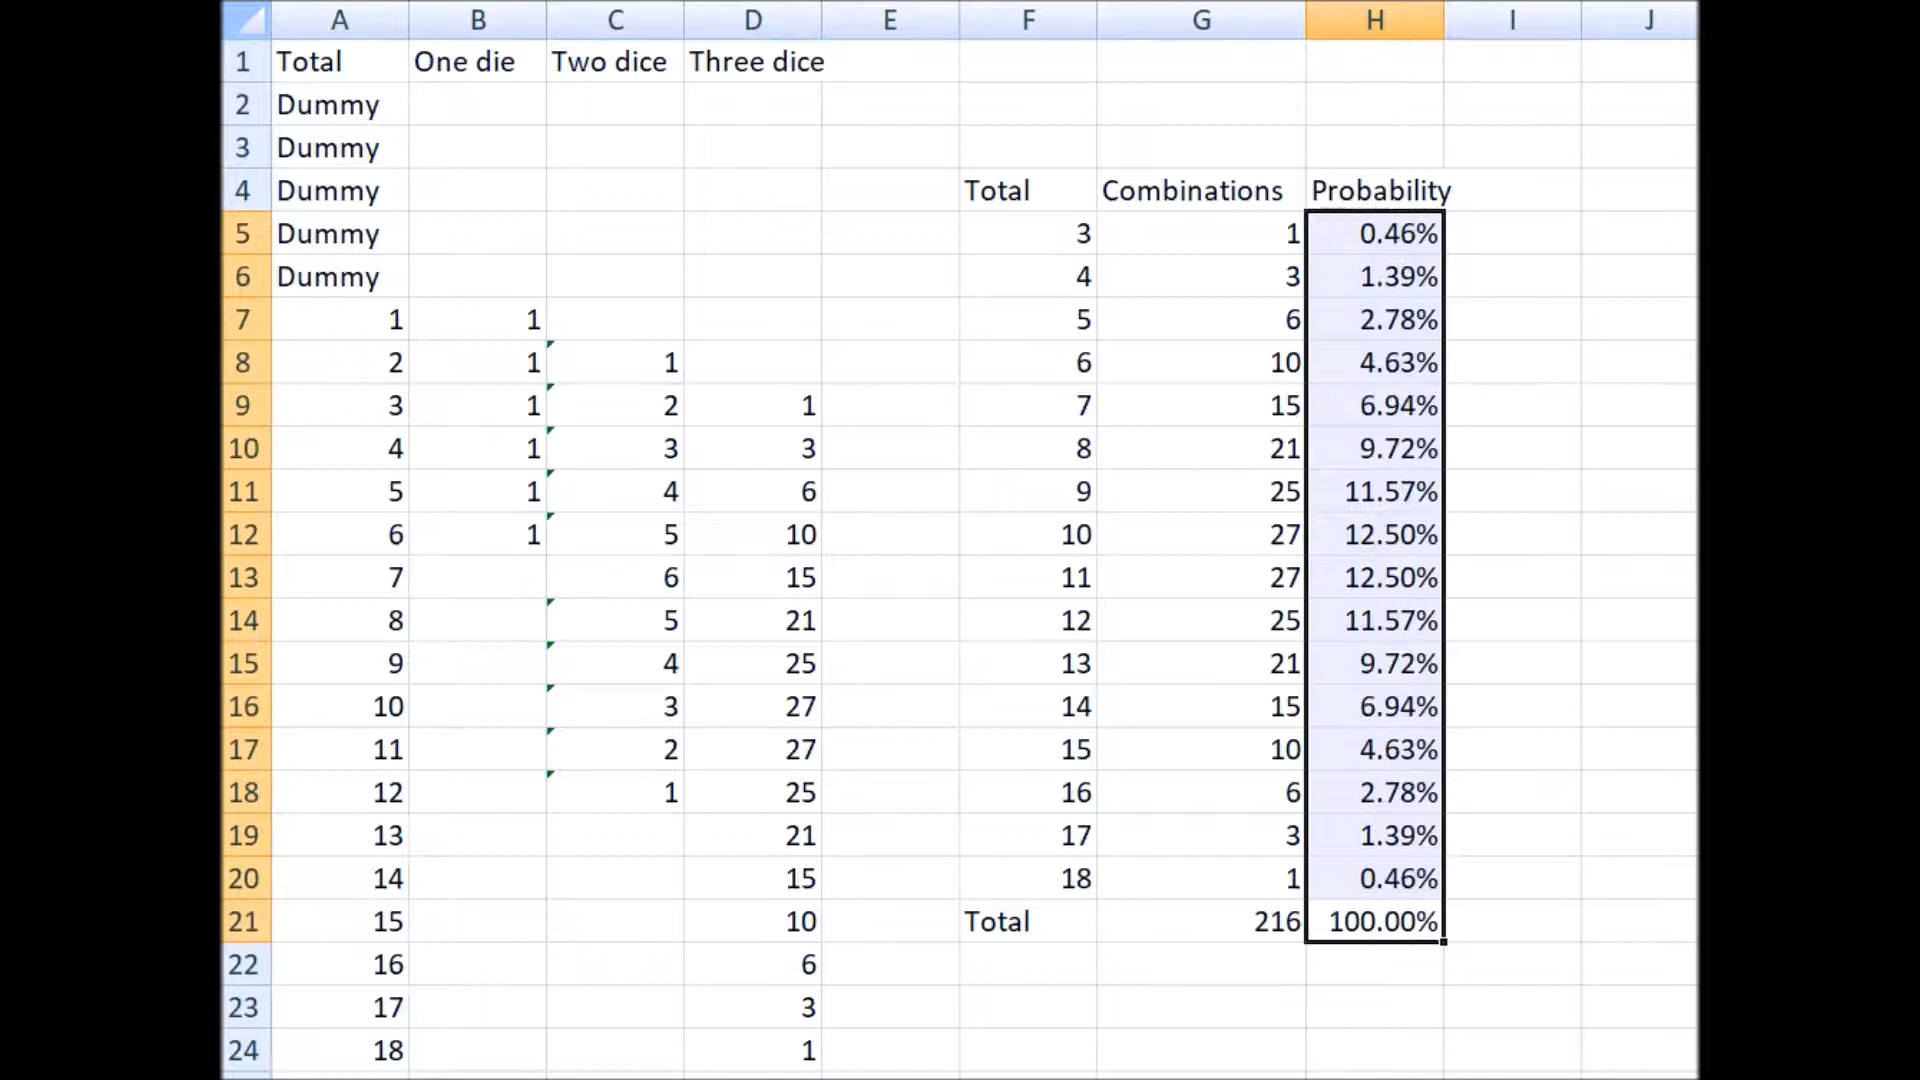 A B C D E F G H I J
1 Total One die Two dice Three dice
2 Dummy
3 Dummy
4 Dummy Total Combinations Probability
5 Dummy 3 1 0.46%
6 Dummy 4 3 1.39%
7 1 1 5 6 2.78%
8 2 1 1 6 10 4.63%
9 3 1 2 1 7 15 6.94%
10 4 1 3 3 8 21 9.72%
11 5 1 4 6 9 25 11.57%
12 6 1 5 10 10 27 12.50%
13 7 6 15 11 27 12.50%
14 8 5 21 12 25 11.57%
15 9 4 25 13 21 9.72%
16 10 3 27 14 15 6.94%
17 11 2 27 15 10 4.63%
18 12 1 25 16 6 2.78%
19 13 21 17 3 1.39%
20 14 15 18 1 0.46%
21 15 10 Total 216 100.00%
22 16 6
23 17 3
24 18 1